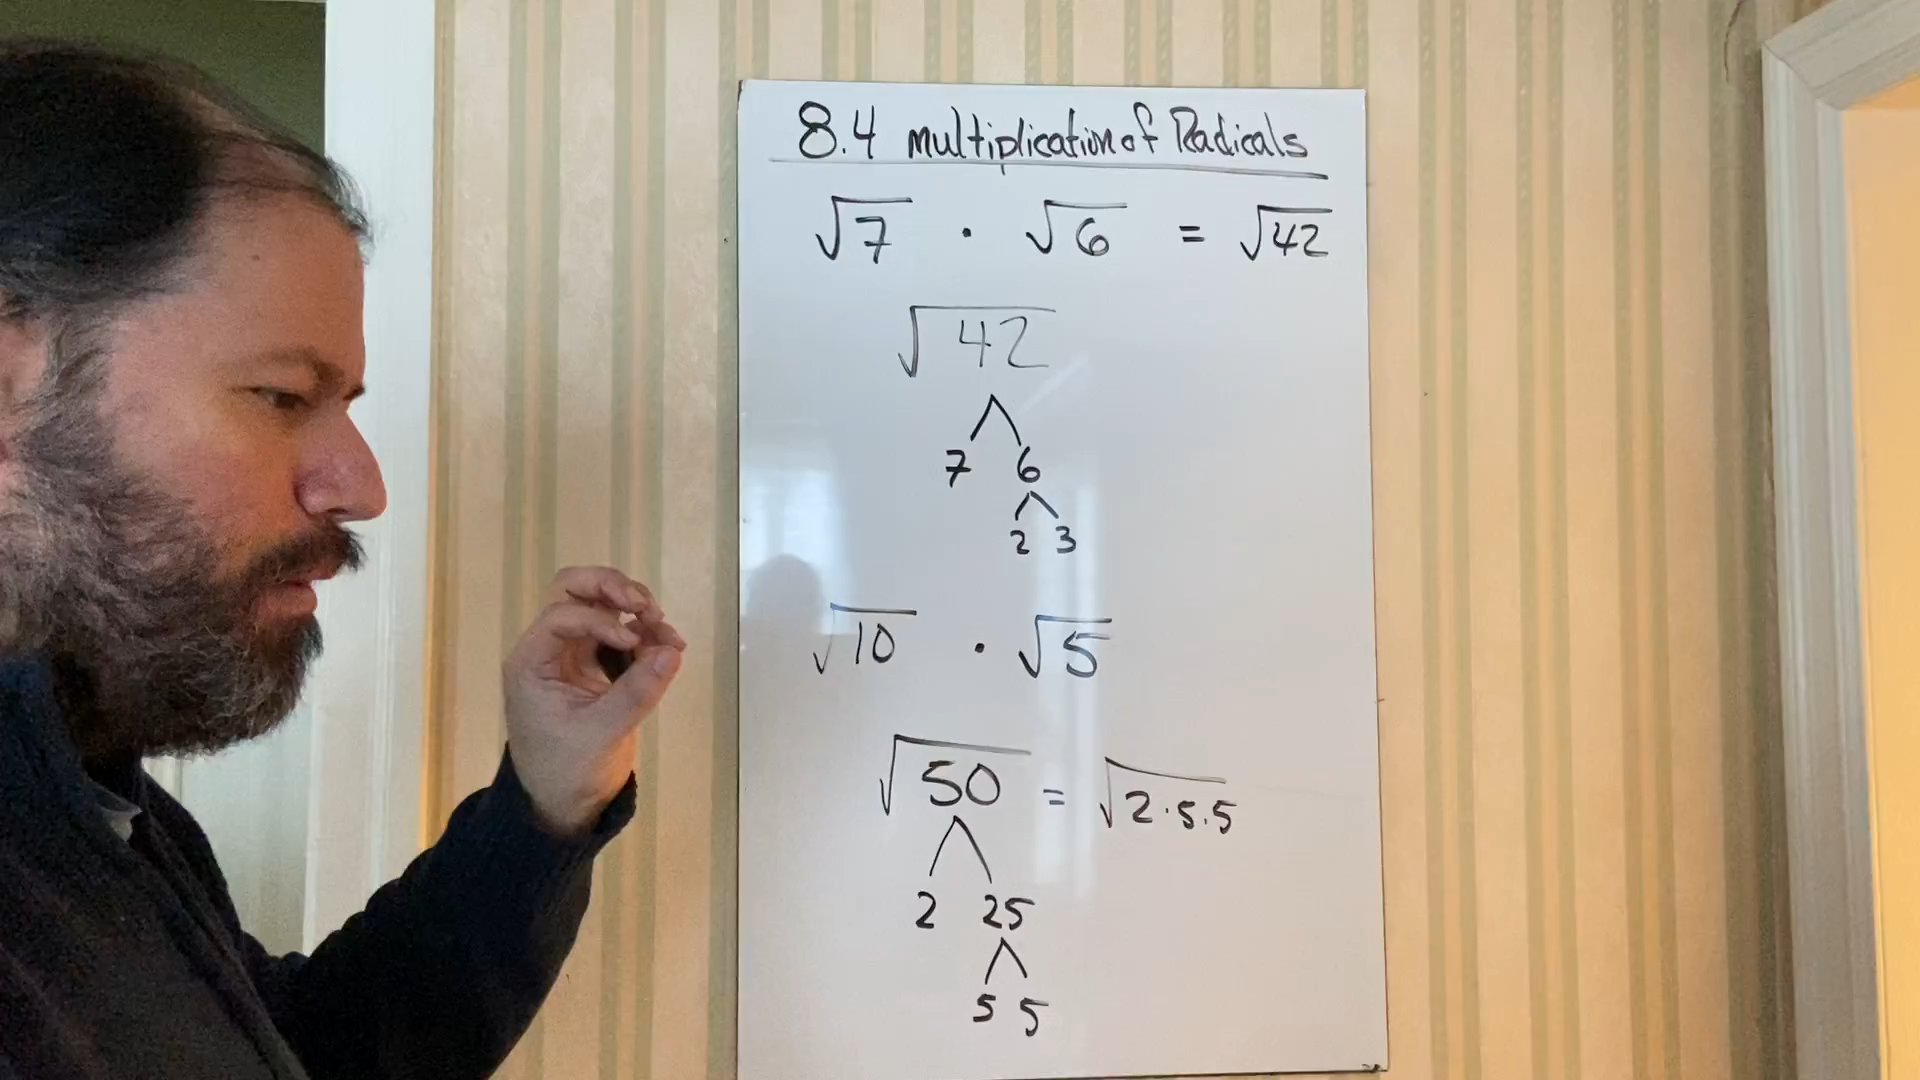 8.4 multiplication of Radicals
√7 · √6 = √42
√42
7 6
2 3
√10 · √5
√50 = √2·5·5
2 25
5 5